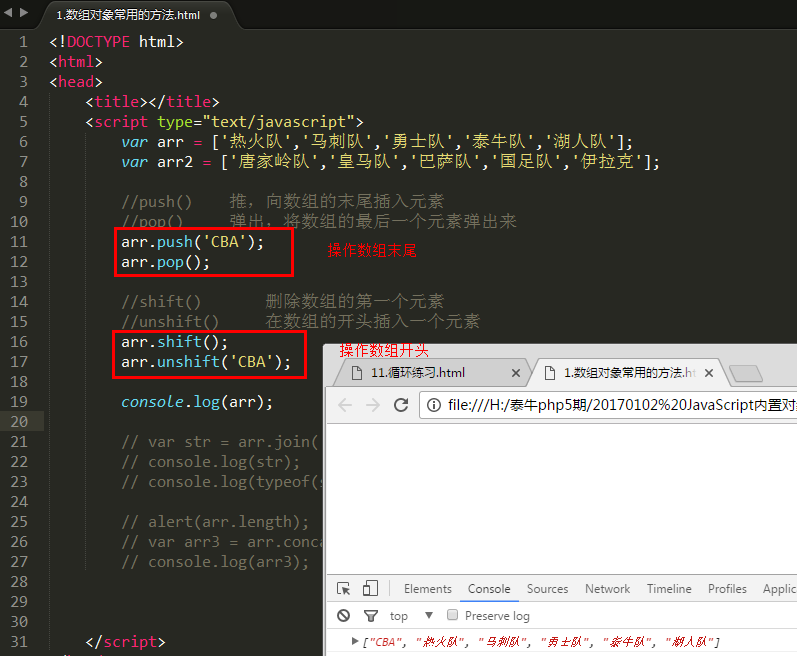 1.数组对象常用的方法.html
1 <!DOCTYPE html>
2 <html>
3 <head>
4 <title></title>
5 <script type="text/javascript">
6 var arr = ['热火队','马刺队','勇士队','泰牛队','湖人队'];
7 var arr2 = ['唐家岭队','皇马队','巴萨队','国足队','伊拉克'];
8
9 //push() 推，向数组的末尾插入元素
10 //pop() 弹出，将数组的最后一个元素弹出来
11 arr.push('CBA');
操作数组末尾
12 arr.pop();
13
14 //shift() 删除数组的第一个元素
15 //unshift() 在数组的开头插入一个元素
16 arr.shift();
操作数组开头
17 arr.unshift('CBA');
18
19 console.log(arr);
20
21 // var str = arr.join(
22 // console.log(str);
23 // console.log(typeof(
24
25 // alert(arr.length);
26 // var arr3 = arr.conca
27 // console.log(arr3);
28
29
30
31 </script>
11.循环练习.html
1.数组对象常用的方法.ht
file:///H:/泰牛php5期/20170102%20JavaScript内置对
Elements Console Sources Network Timeline Profiles Applic
top Preserve log
["CBA", "热火队", "马刺队", "勇士队", "泰牛队", "湖人队"]